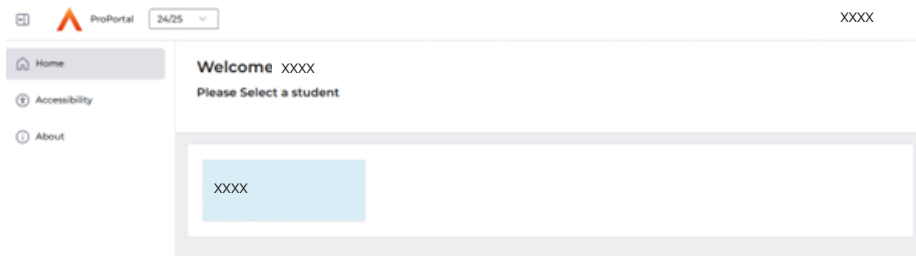 ProPortal 24/25 XXXX
Home
Accessibility
About
Welcome XXXX
Please Select a student
XXXX